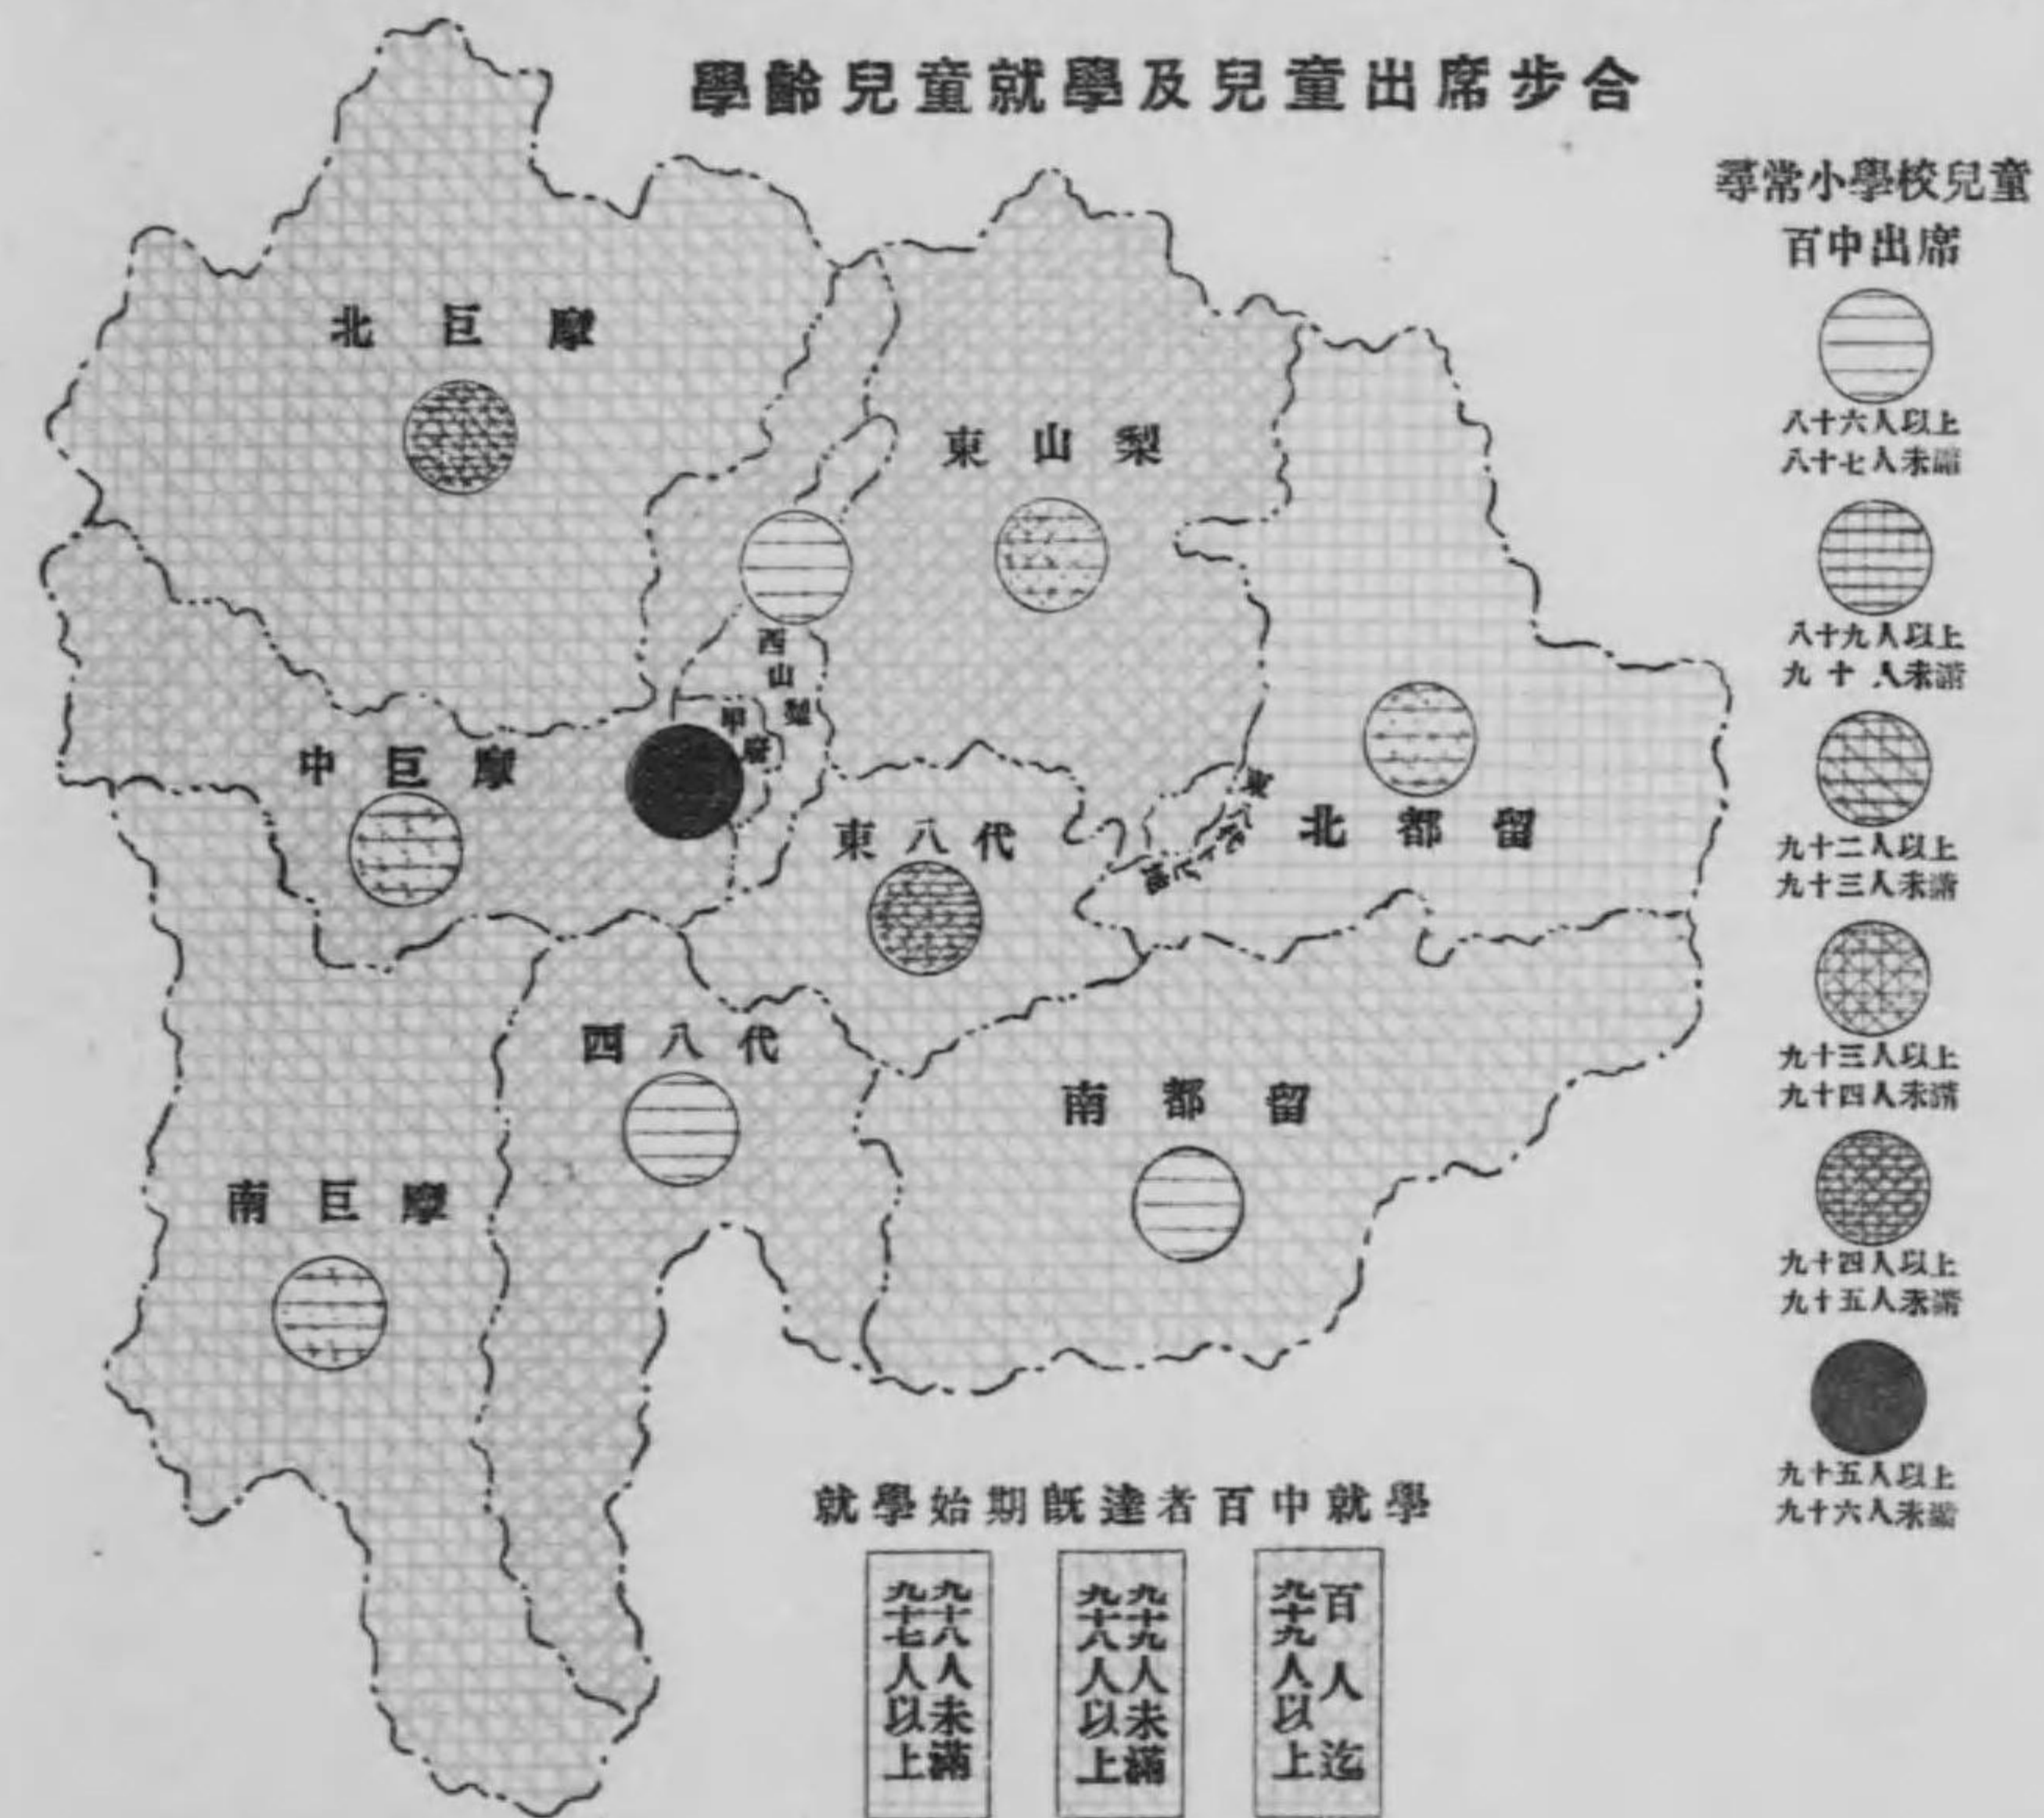 學齡兒童就學及兒童出席步合
尋常小學校兒童
百中出席
八十六人以上
八十七人未滿
八十九人以上
九十人未滿
九十二人以上
九十三人未滿
九十三人以上
九十四人未滿
九十四人以上
九十五人未滿
九十五人以上
九十六人未滿
北巨摩
東山梨
西山梨
甲府
中巨摩
東八代
北都留
西八代
南都留
南巨摩
就學始期既達者百中就學
九十八人未滿
九十七人以上
九十九人未滿
九十八人以上
百人迄
九十九人以上